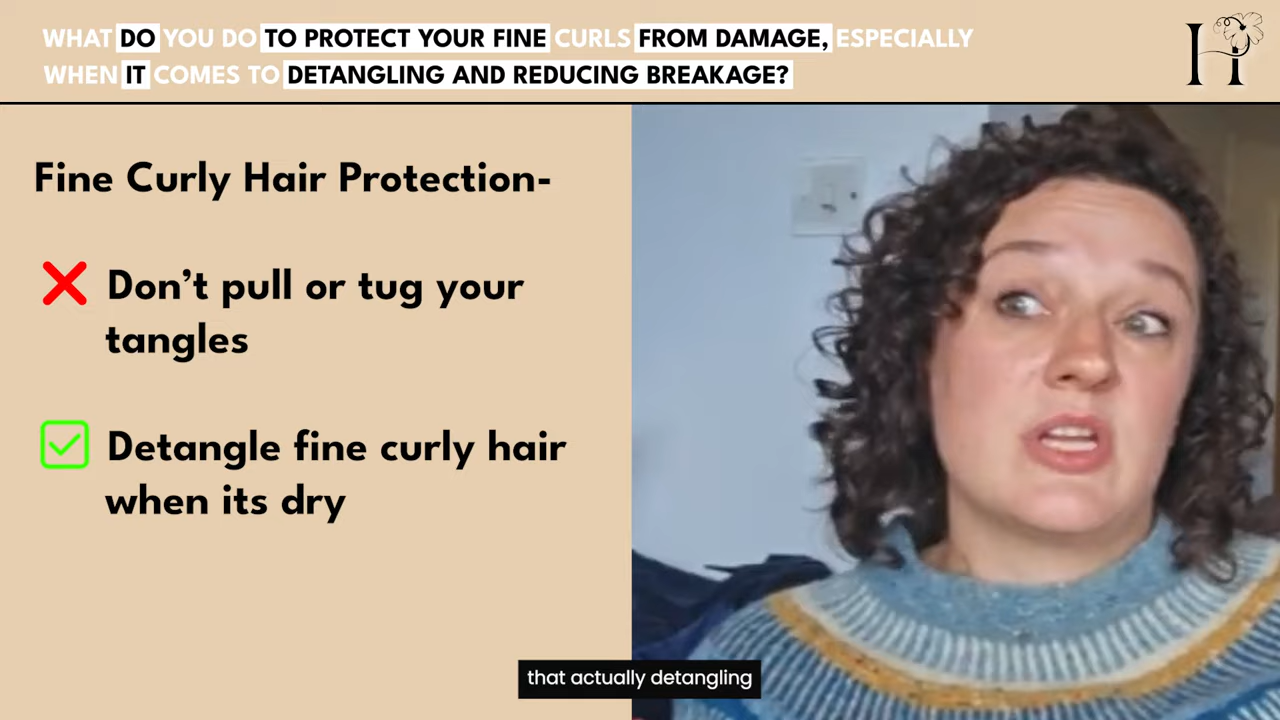 WHAT DO YOU DO TO PROTECT YOUR FINE CURLS FROM DAMAGE, ESPECIALLY
WHEN IT COMES TO DETANGLING AND REDUCING BREAKAGE?
H
Fine Curly Hair Protection-
Don’t pull or tug your
tangles
Detangle fine curly hair
when its dry
that actually detangling